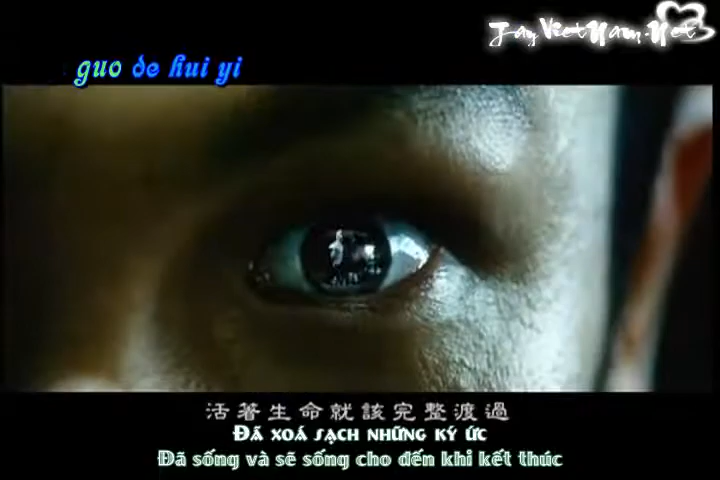 JayVietNam.Net
guo de hui yi
活著生命就該完整渡過
Đã xoá sạch những ký ức
Đã sống và sẽ sống cho đến khi kết thúc